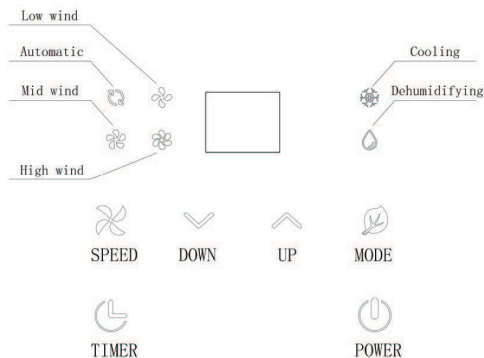 Low wind
Automatic
Cooling
Mid wind
Dehumidifying
High wind
SPEED
DOWN
UP
MODE
TIMER
POWER